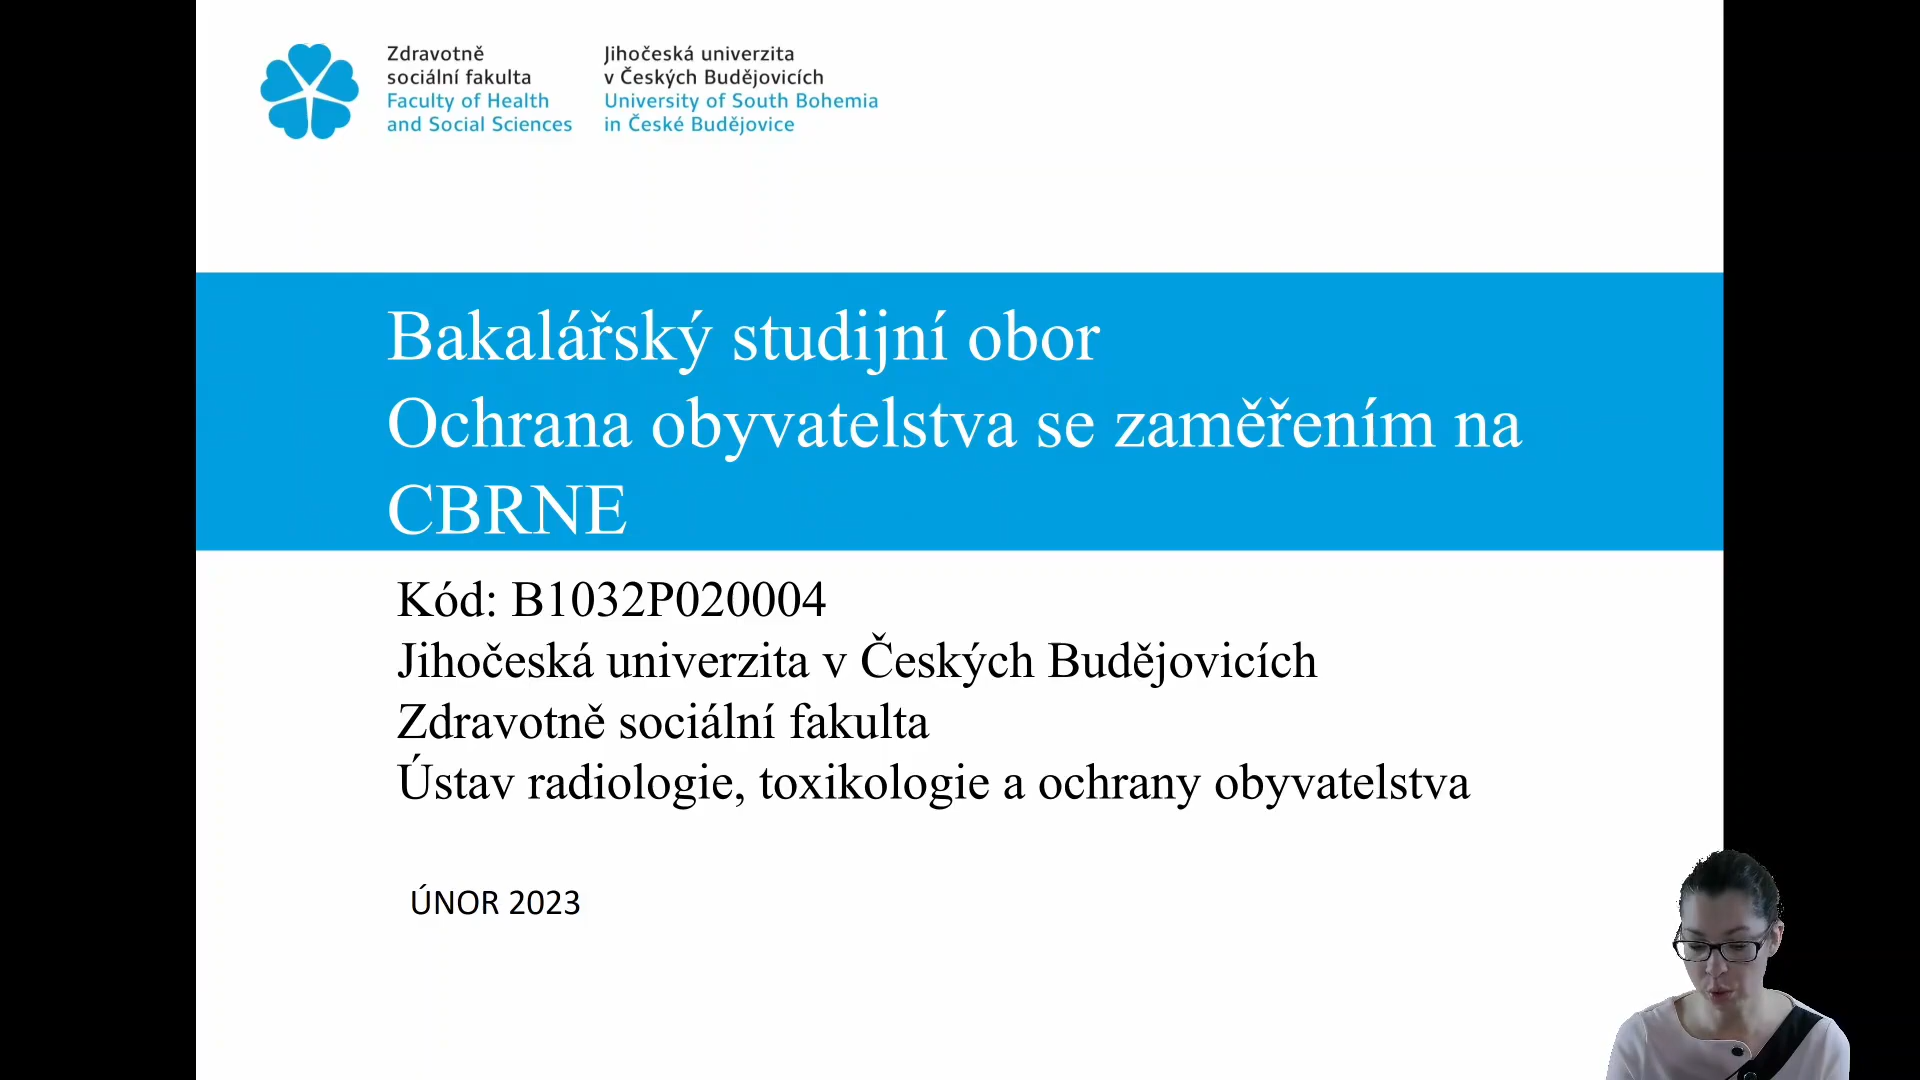 Zdravotně
sociální fakulta
Faculty of Health
and Social Sciences
Jihočeská univerzita
v Českých Budějovicích
University of South Bohemia
in České Budějovice
Bakalářský studijní obor
Ochrana obyvatelstva se zaměřením na
CBRNE
Kód: B1032P020004
Jihočeská univerzita v Českých Budějovicích
Zdravotně sociální fakulta
Ústav radiologie, toxikologie a ochrany obyvatelstva
ÚNOR 2023